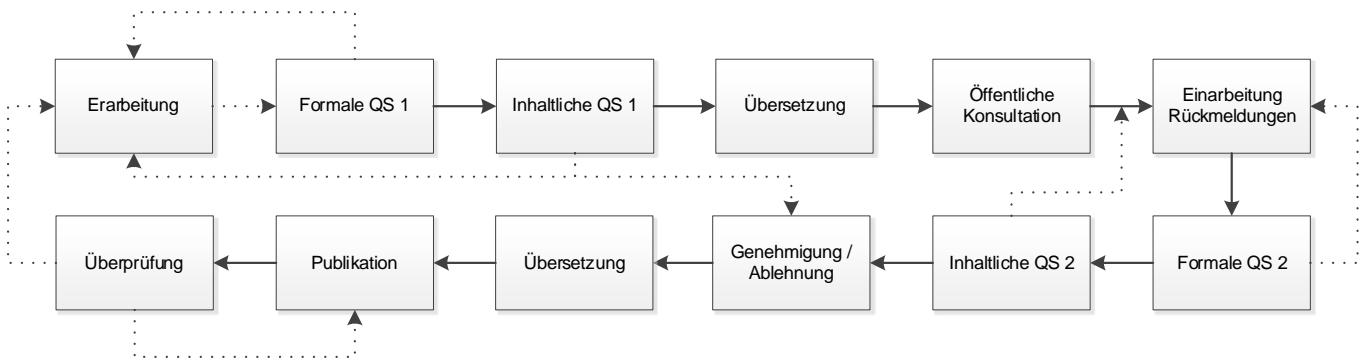 Erarbeitung
Formale QS 1
Inhaltliche QS 1
Übersetzung
Öffentliche
Konsultation
Einarbeitung
Rückmeldungen
Überprüfung
Publikation
Übersetzung
Genehmigung /
Ablehnung
Inhaltliche QS 2
Formale QS 2